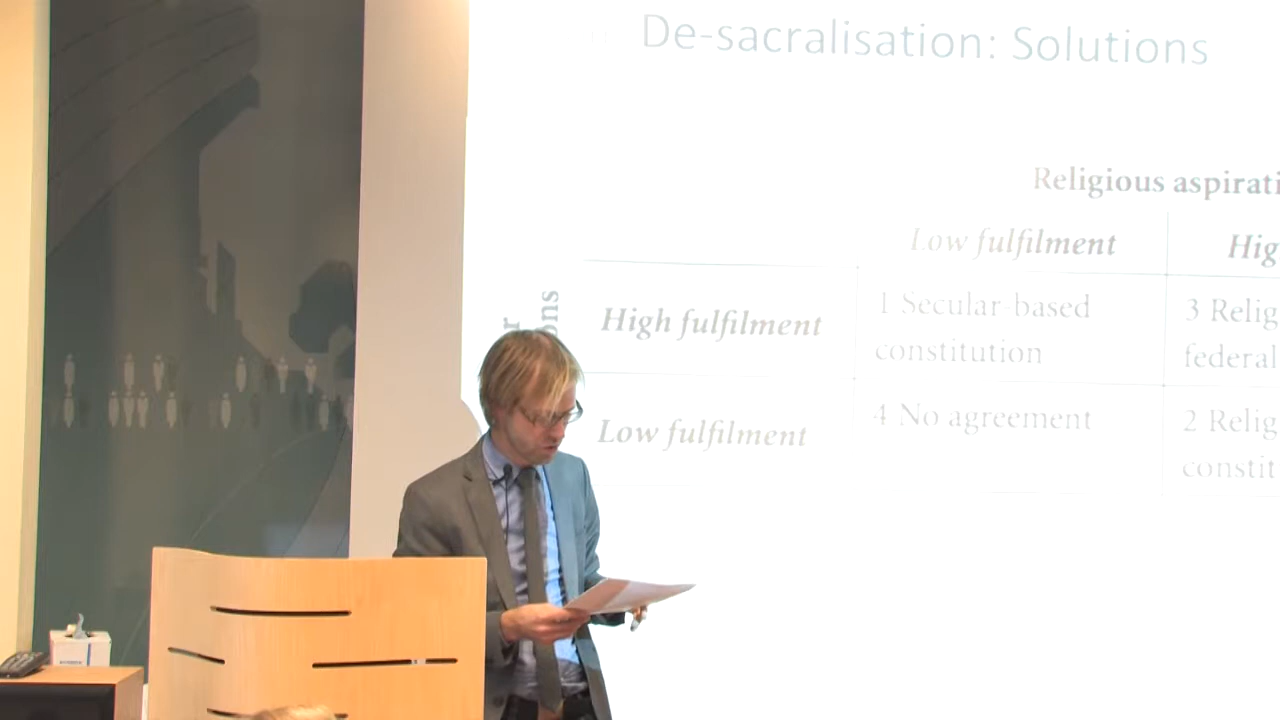 De-sacralisation: Solutions
Religious aspirati
Low fulfilment Hig
ons
High fulfilment 1 Secular-based 3 Relig
constitution federal
Low fulfilment 4 No agreement 2 Relig
constit